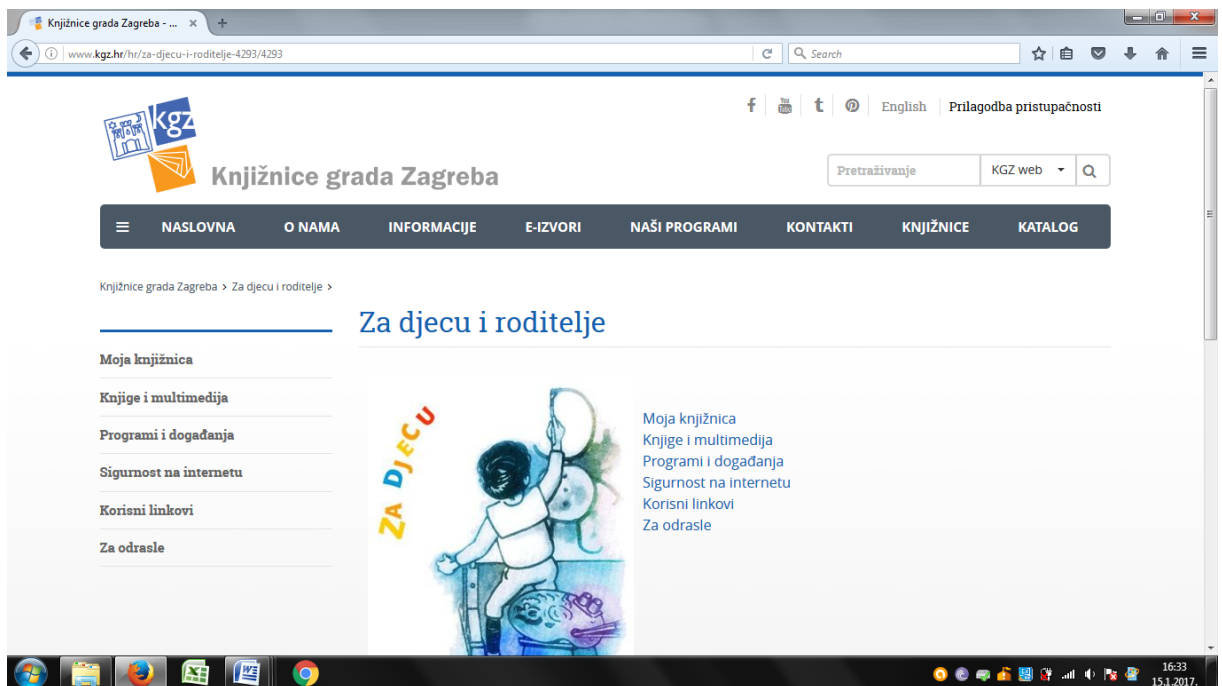 Knjižnice grada Zagreba - ... × +
www.kgz.hr/hr/za-djecu-i-roditelje-4293/4293
Search
English Prilagodba pristupačnosti
kgz
Knjižnice grada Zagreba
Pretraživanje KGZ web
NASLOVNA O NAMA INFORMACIJE E-IZVORI NAŠI PROGRAMI KONTAKTI KNJIŽNICE KATALOG
Knjižnice grada Zagreba > Za djecu i roditelje >
Za djecu i roditelje
Moja knjižnica
Knjige i multimedija
Programi i događanja
Sigurnost na internetu
Korisni linkovi
Za odrasle
ZA DJECU
Moja knjižnica
Knjige i multimedija
Programi i događanja
Sigurnost na internetu
Korisni linkovi
Za odrasle
16:33
15.1.2017.